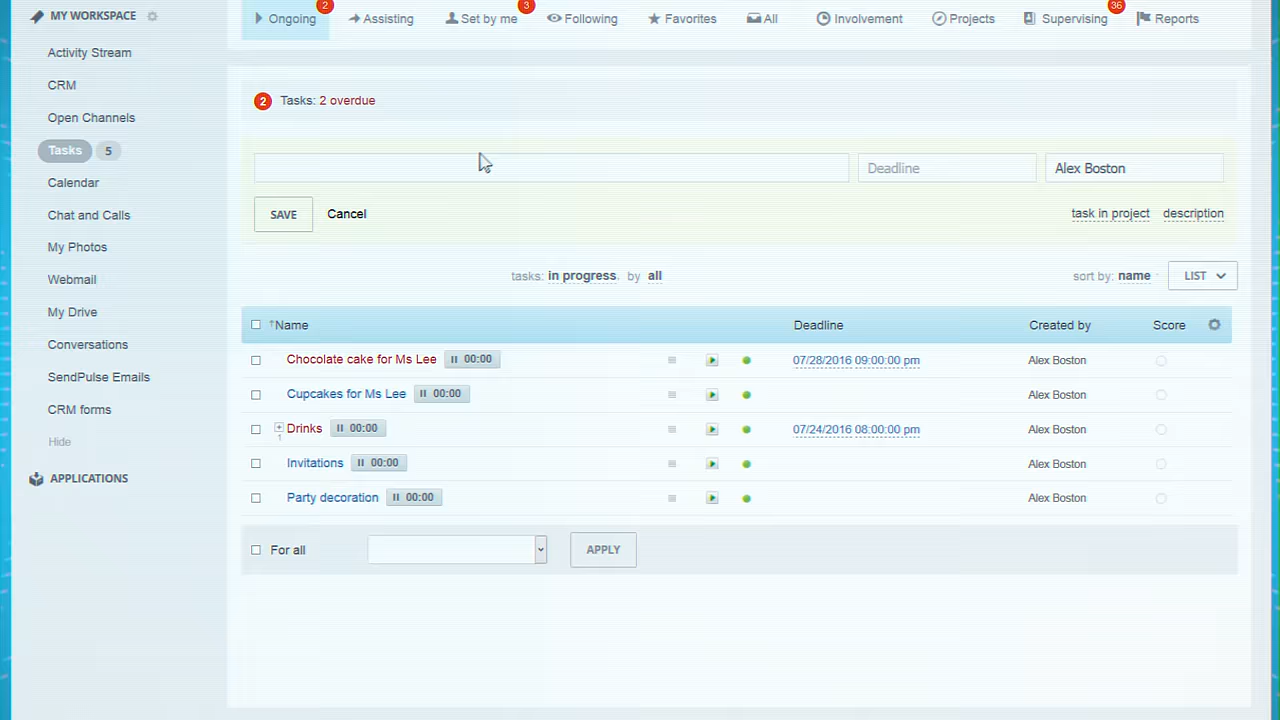 MY WORKSPACE
Activity Stream
CRM
Open Channels
Tasks 5
Calendar
Chat and Calls
My Photos
Webmail
My Drive
Conversations
SendPulse Emails
CRM forms
Hide
APPLICATIONS
Ongoing 2 Assisting Set by me 3 Following Favorites All Involvement Projects Supervising 36 Reports
2 Tasks: 2 overdue
Deadline Alex Boston
SAVE Cancel task in project description
tasks: in progress by all sort by: name LIST
↑Name Deadline Created by Score
Chocolate cake for Ms Lee 00:00 07/28/2016 09:00:00 pm Alex Boston
Cupcakes for Ms Lee 00:00 Alex Boston
1 Drinks 00:00 07/24/2016 08:00:00 pm Alex Boston
Invitations 00:00 Alex Boston
Party decoration 00:00 Alex Boston
For all APPLY